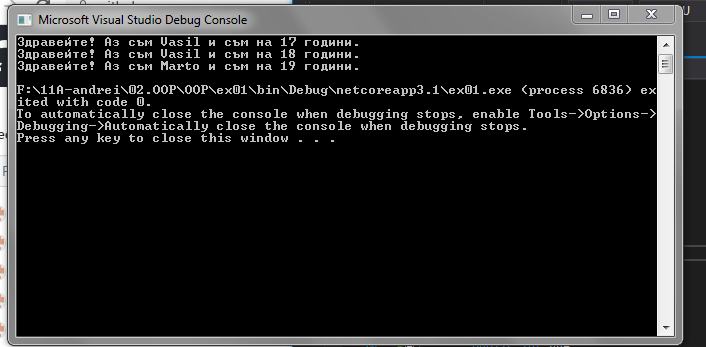 Microsoft Visual Studio Debug Console
Здравейте! Аз съм Vasil и съм на 17 години.
Здравейте! Аз съм Vasil и съм на 18 години.
Здравейте! Аз съм Marto и съм на 19 години.
F:\11A-andrei\02.OOP\OOP\ex01\bin\Debug\netcoreapp3.1\ex01.exe (process 6836) ex
ited with code 0.
To automatically close the console when debugging stops, enable Tools->Options->
Debugging->Automatically close the console when debugging stops.
Press any key to close this window . . .